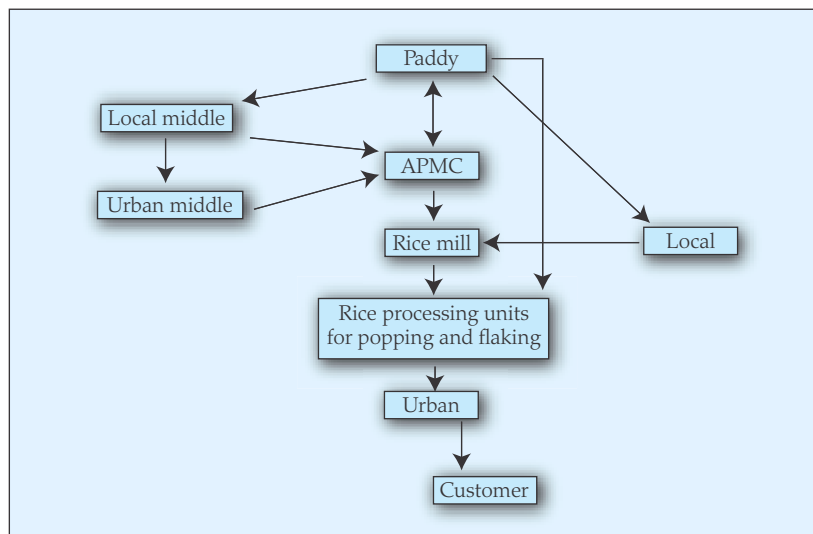 Paddy
Local middle
APMC
Urban middle
Rice mill
Local
Rice processing units
for popping and flaking
Urban
Customer